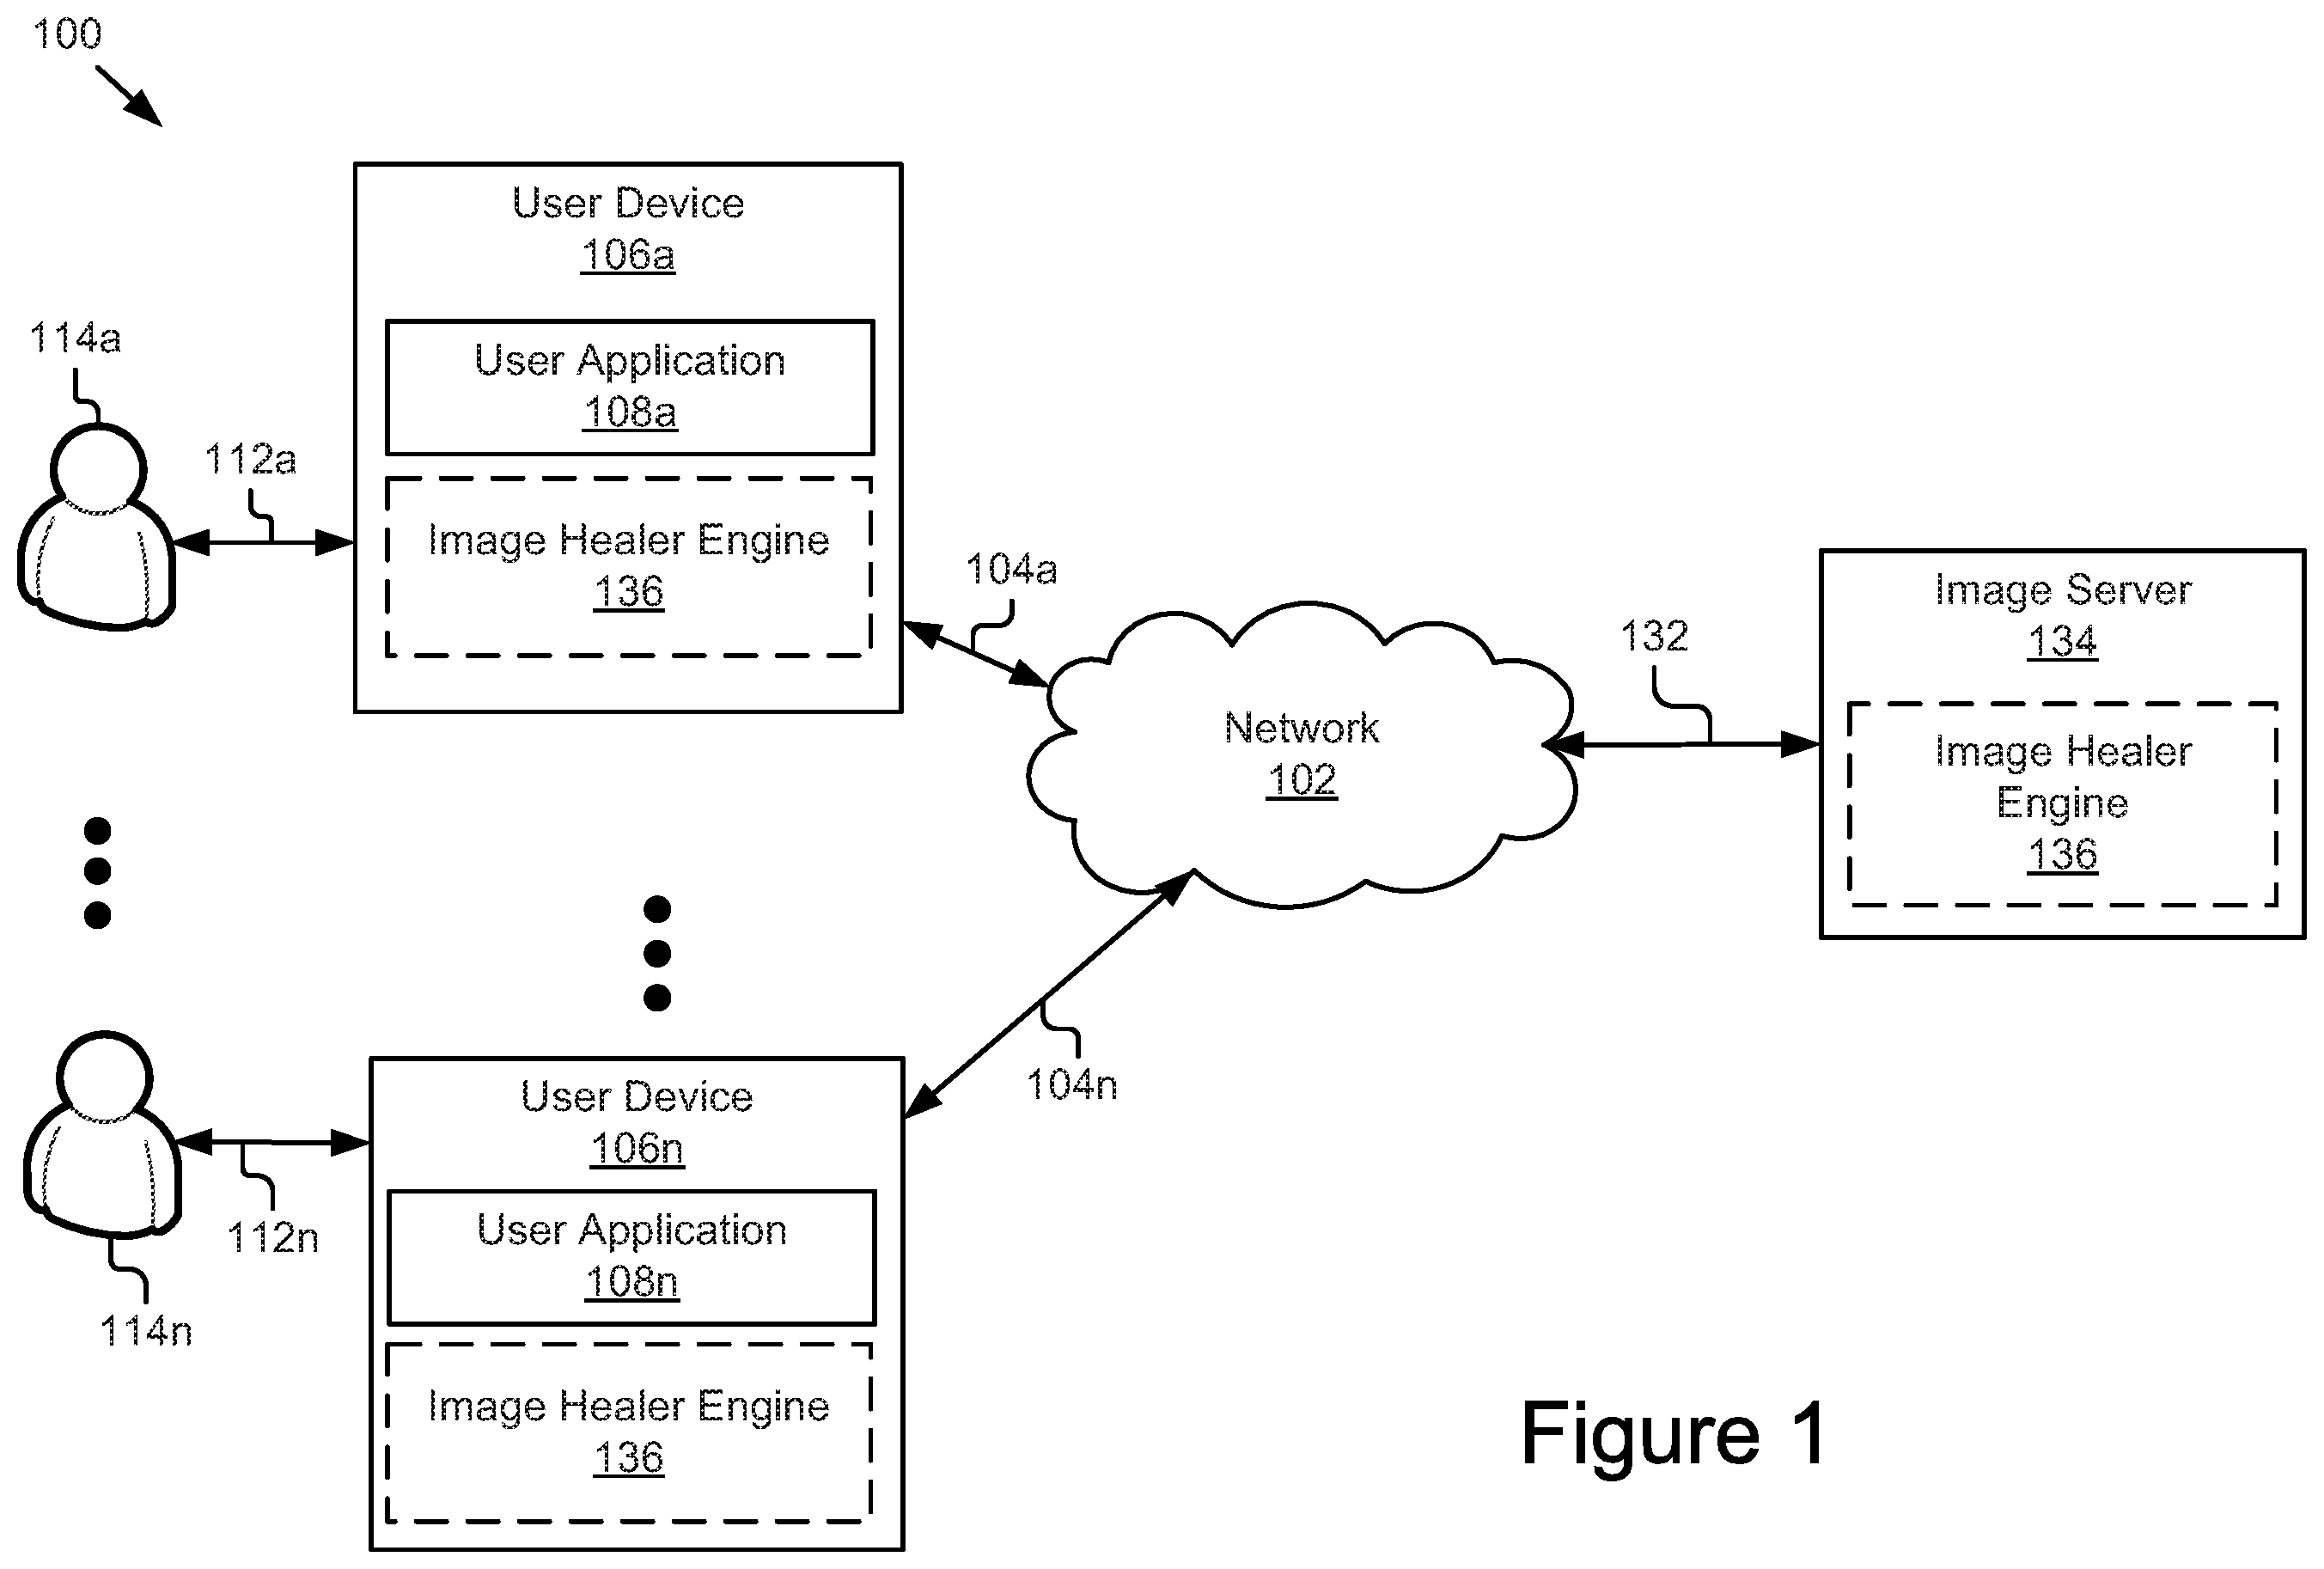 100
User Device
106a
114a
User Application
108a
112a
Image Healer Engine
136
104a
Image Server
134
132
Network
102
Image Healer
Engine
136
104n
User Device
106n
112n
User Application
108n
114n
Image Healer Engine
136
Figure 1